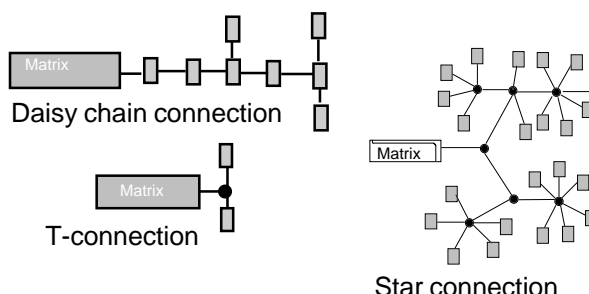 Matrix
Daisy chain connection
Matrix
T-connection
Matrix
Star connection